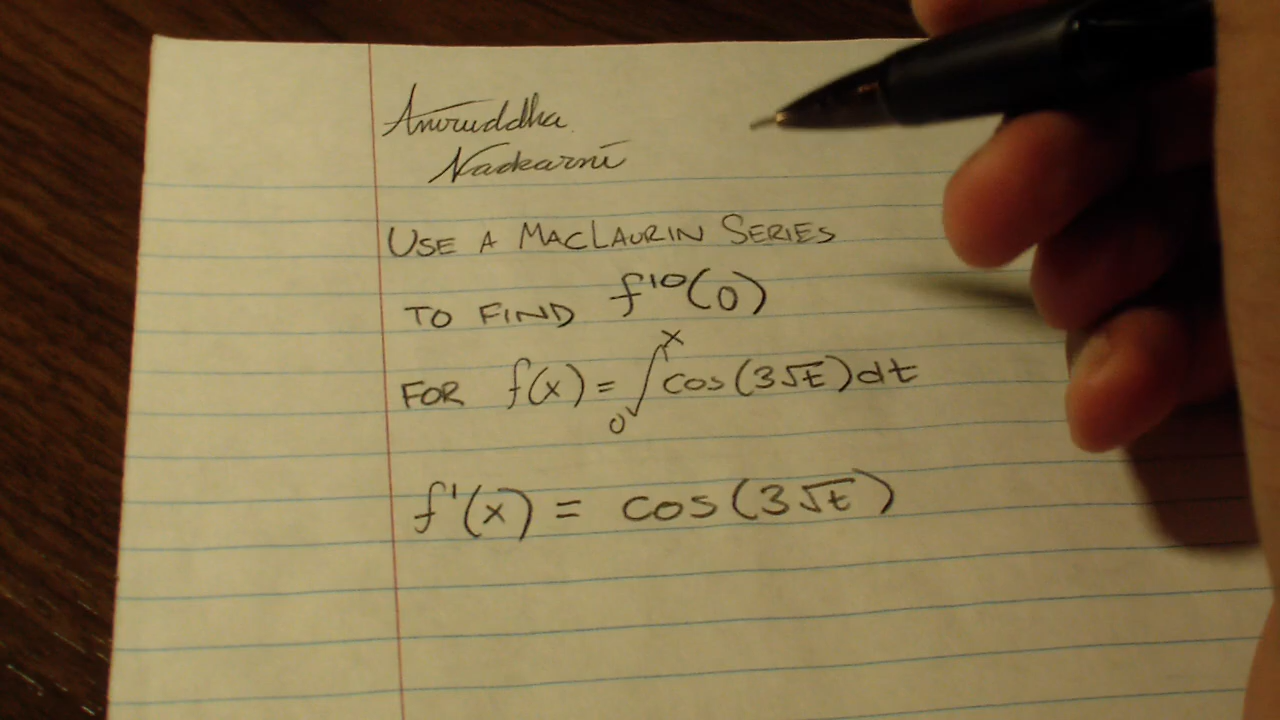 Aniruddha
Nadkarni
USE A MACLAURIN SERIES
TO FIND f¹⁰(0)
FOR f(x) = ∫₀ˣ cos(3√t)dt
f'(x) = cos(3√t)